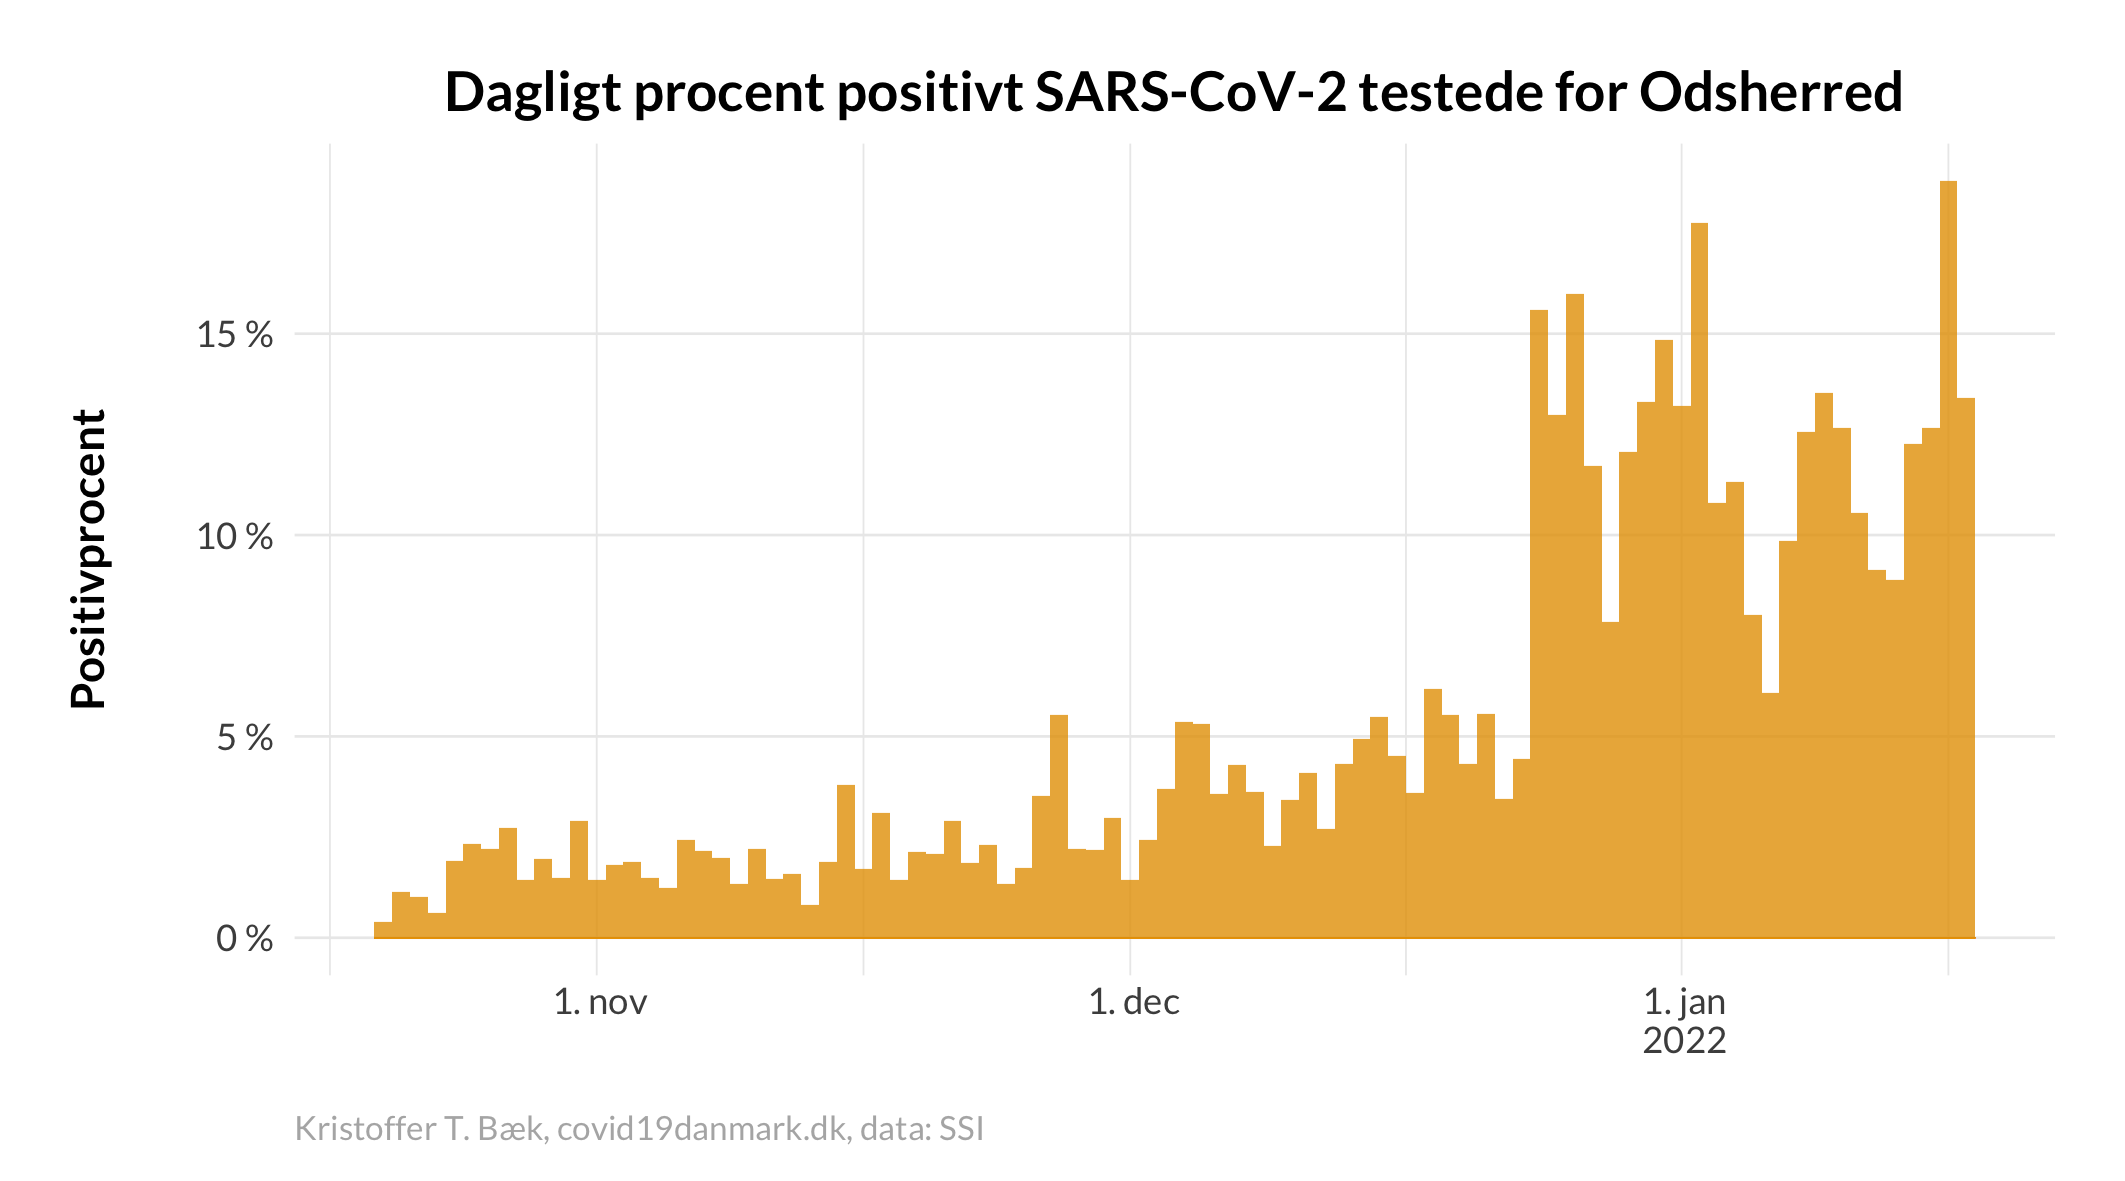 Dagligt procent positivt SARS-CoV-2 testede for Odsherred
Positivprocent
15 %
10 %
5 %
0 %
1. nov
1. dec
1. jan
2022
Kristoffer T. Bæk, covid19danmark.dk, data: SSI